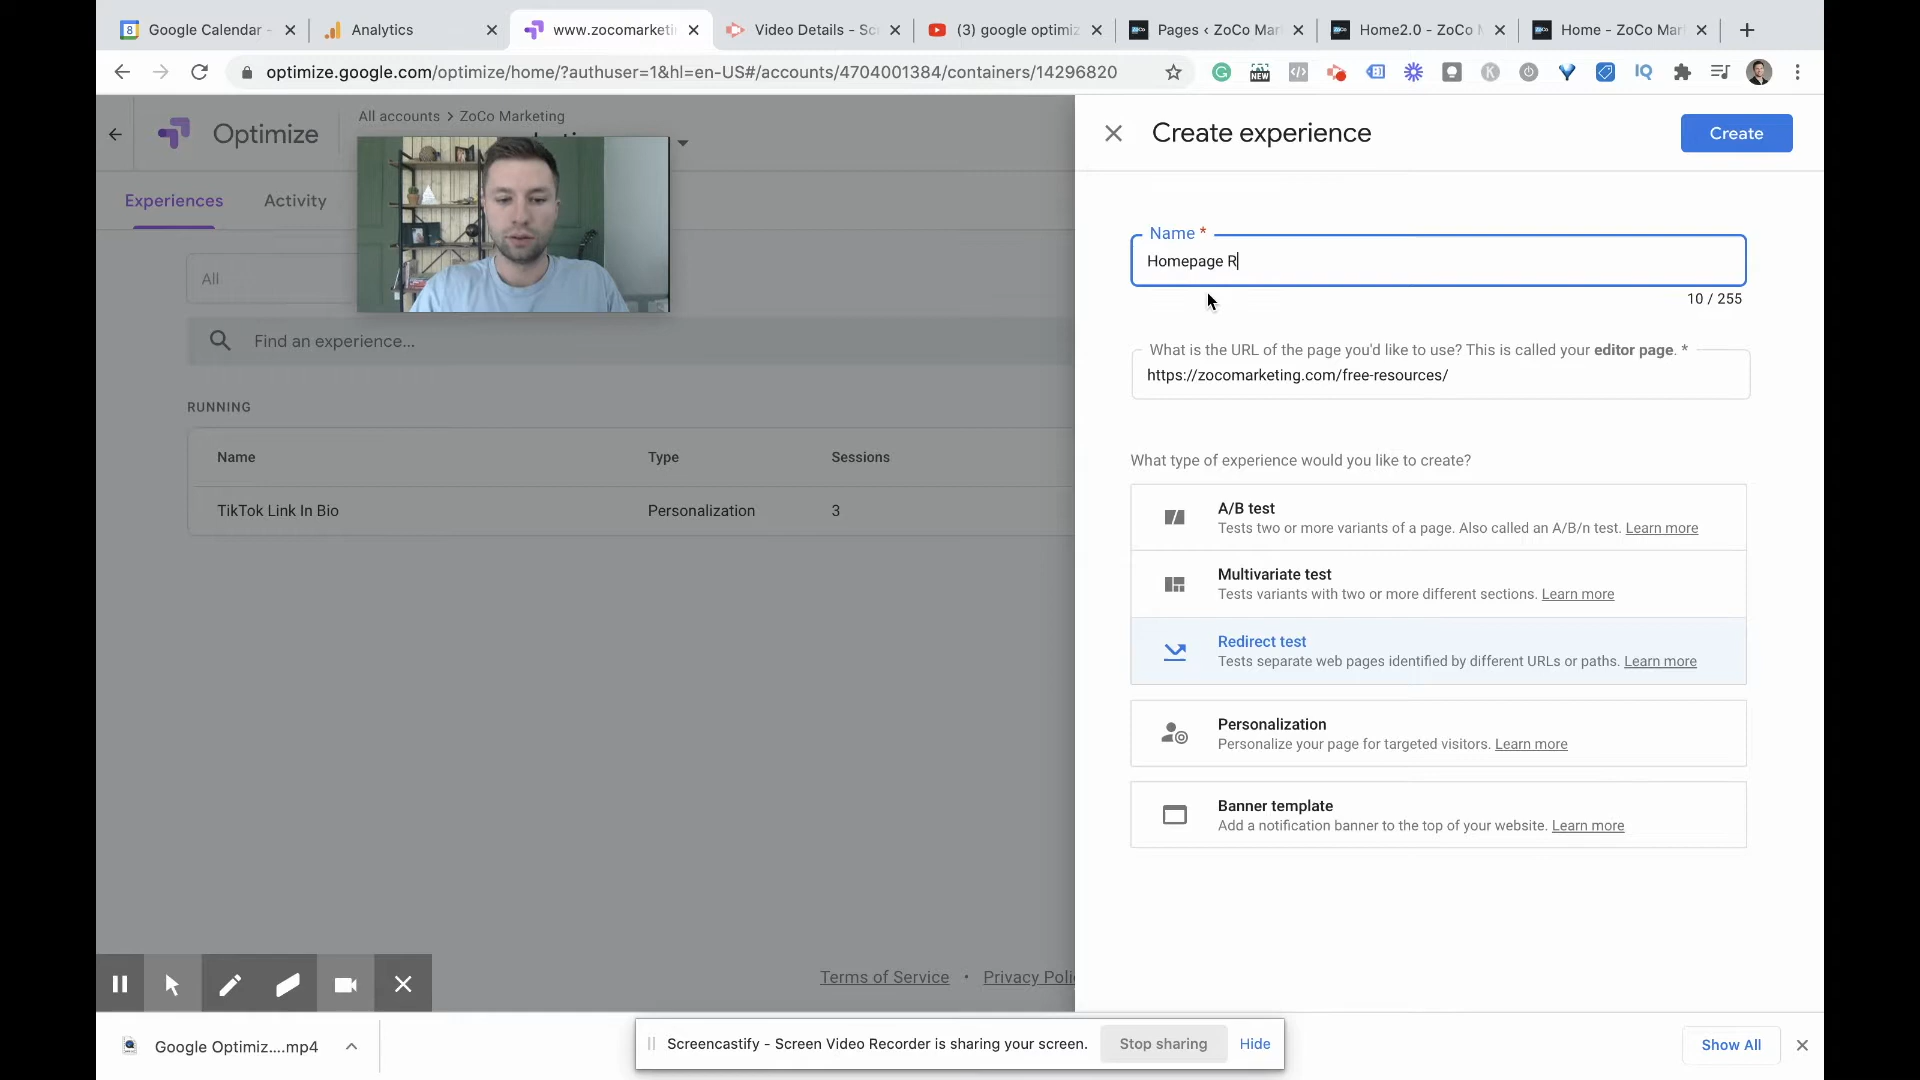 Google Calendar -
Analytics
www.zocomarketi
Video Details - Sc
(3) google optimiz
Pages ‹ ZoCo Mar
Home2.0 - ZoCo M
Home - ZoCo Mar
optimize.google.com/optimize/home/?authuser=1&hl=en-US#/accounts/4704001384/containers/14296820
Optimize
All accounts > ZoCo Marketing
Experiences
Activity
All
Find an experience...
RUNNING
Name
Type
Sessions
TikTok Link In Bio
Personalization
3
Terms of Service
•
Privacy Poli
Create experience
Create
Name *
Homepage R
10 / 255
What is the URL of the page you'd like to use? This is called your editor page. *
https://zocomarketing.com/free-resources/
What type of experience would you like to create?
A/B test
Tests two or more variants of a page. Also called an A/B/n test. Learn more
Multivariate test
Tests variants with two or more different sections. Learn more
Redirect test
Tests separate web pages identified by different URLs or paths. Learn more
Personalization
Personalize your page for targeted visitors. Learn more
Banner template
Add a notification banner to the top of your website. Learn more
Google Optimiz....mp4
Screencastify - Screen Video Recorder is sharing your screen.
Stop sharing
Hide
Show All